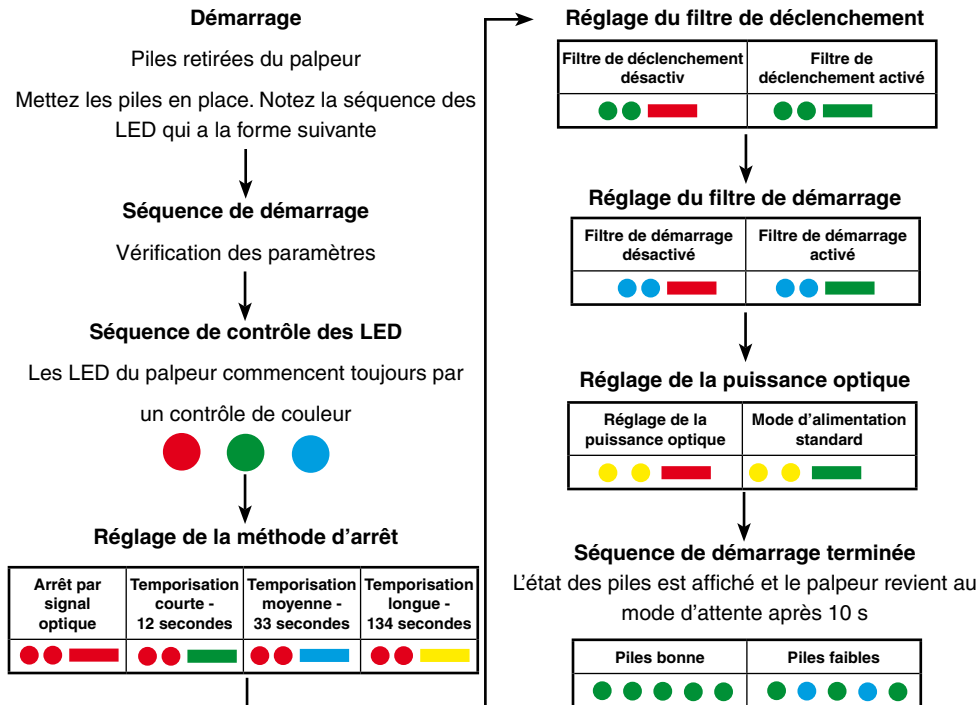 Démarrage
Piles retirées du palpeur
Mettez les piles en place. Notez la séquence des
LED qui a la forme suivante
Séquence de démarrage
Vérification des paramètres
Séquence de contrôle des LED
Les LED du palpeur commencent toujours par
un contrôle de couleur
Réglage de la méthode d'arrêt
Arrêt par
signal
optique
Temporisation
courte -
12 secondes
Temporisation
moyenne -
33 secondes
Temporisation
longue -
134 secondes
Réglage du filtre de déclenchement
Filtre de déclenchement
désactiv
Filtre de
déclenchement activé
Réglage du filtre de démarrage
Filtre de démarrage
désactivé
Filtre de démarrage
activé
Réglage de la puissance optique
Réglage de la
puissance optique
Mode d'alimentation
standard
Séquence de démarrage terminée
L'état des piles est affiché et le palpeur revient au
mode d'attente après 10 s
Piles bonne
Piles faibles